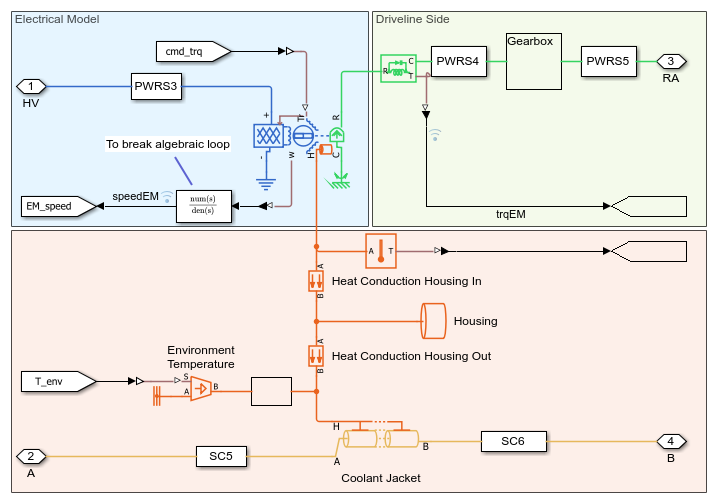 Electrical Model
Driveline Side
cmd_trq
Gearbox
C
R
T
PWRS4
PWRS5
3
RA
1
HV
PWRS3
+
Tr
R
-
w
H
C
To break algebraic loop
speedEM
EM_speed
num(s)
den(s)
trqEM
A
T
A
B
Heat Conduction Housing In
Housing
A
B
Heat Conduction Housing Out
Environment
Temperature
T_env
S
A
B
H
A
B
Coolant Jacket
2
A
SC5
SC6
4
B